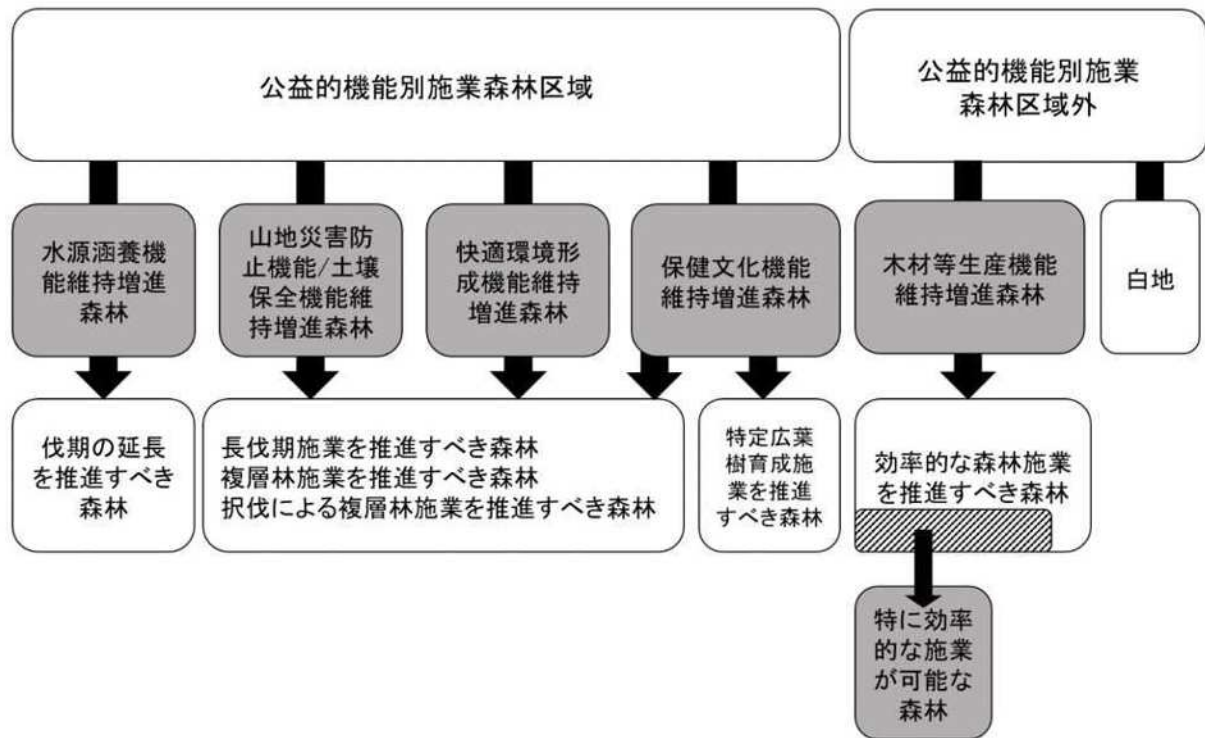 公益的機能別施業森林区域
公益的機能別施業
森林区域外
水源涵養機
能維持増進
森林
山地災害防
止機能/土壌
保全機能維
持増進森林
快適環境形
成機能維持
増進森林
保健文化機能
維持増進森林
木材等生産機能
維持増進森林
白地
伐期の延長
を推進すべき
森林
長伐期施業を推進すべき森林
複層林施業を推進すべき森林
択伐による複層林施業を推進すべき森林
特定広葉
樹育成施
業を推進
すべき森林
効率的な森林施業
を推進すべき森林
特に効率
的な施業
が可能な
森林